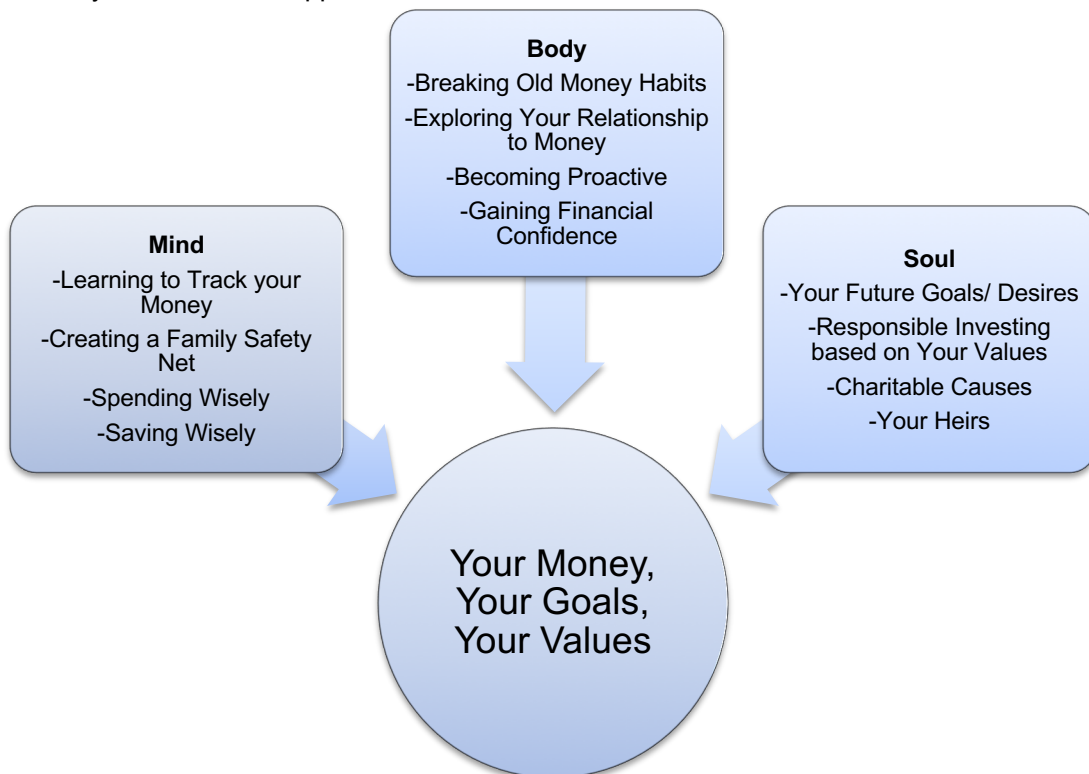 Body
-Breaking Old Money Habits
-Exploring Your Relationship
to Money
-Becoming Proactive
-Gaining Financial
Confidence
Mind
-Learning to Track your
Money
-Creating a Family Safety
Net
-Spending Wisely
-Saving Wisely
Soul
-Your Future Goals/ Desires
-Responsible Investing
based on Your Values
-Charitable Causes
-Your Heirs
Your Money,
Your Goals,
Your Values